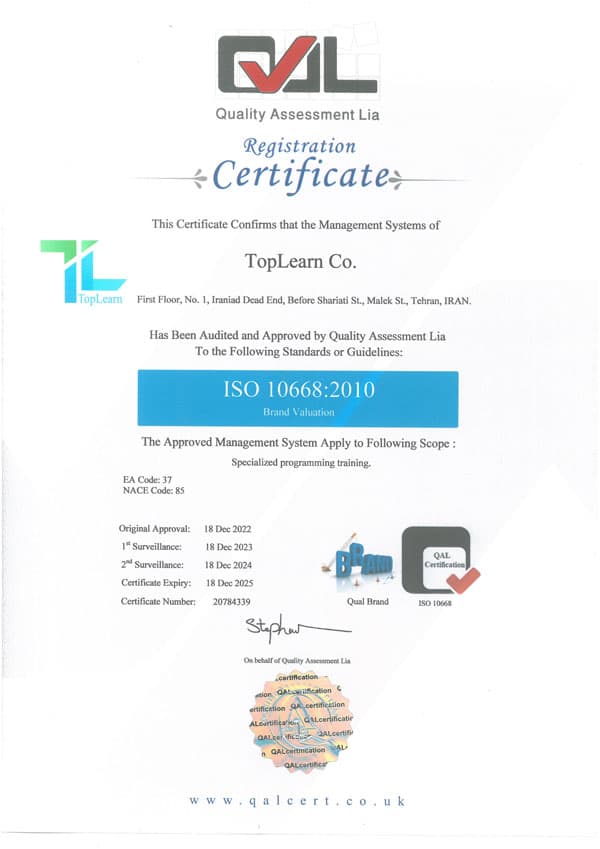 QAL
Quality Assessment Lia
Registration
Certificate
This Certificate Confirms that the Management Systems of
TopLearn Co.
TL
TopLearn
First Floor, No. 1, Iraniad Dead End, Before Shariati St., Malek St., Tehran, IRAN.
Has Been Audited and Approved by Quality Assessment Lia
To the Following Standards or Guidelines:
ISO 10668:2010
Brand Valuation
The Approved Management System Apply to Following Scope :
Specialized programming training.
EA Code: 37
NACE Code: 85
Original Approval: 18 Dec 2022
1st Surveillance: 18 Dec 2023
2nd Surveillance: 18 Dec 2024
Certificate Expiry: 18 Dec 2025
Certificate Number: 20784339
BRAND
Qual Brand
QAL
Certification
ISO 10668
Stephen
On behalf of Quality Assessment Lia
certification
QALcertification
QALcertification
QALcertification
QALcertification
QALcertification
QALcertificat
www.qalcert.co.uk